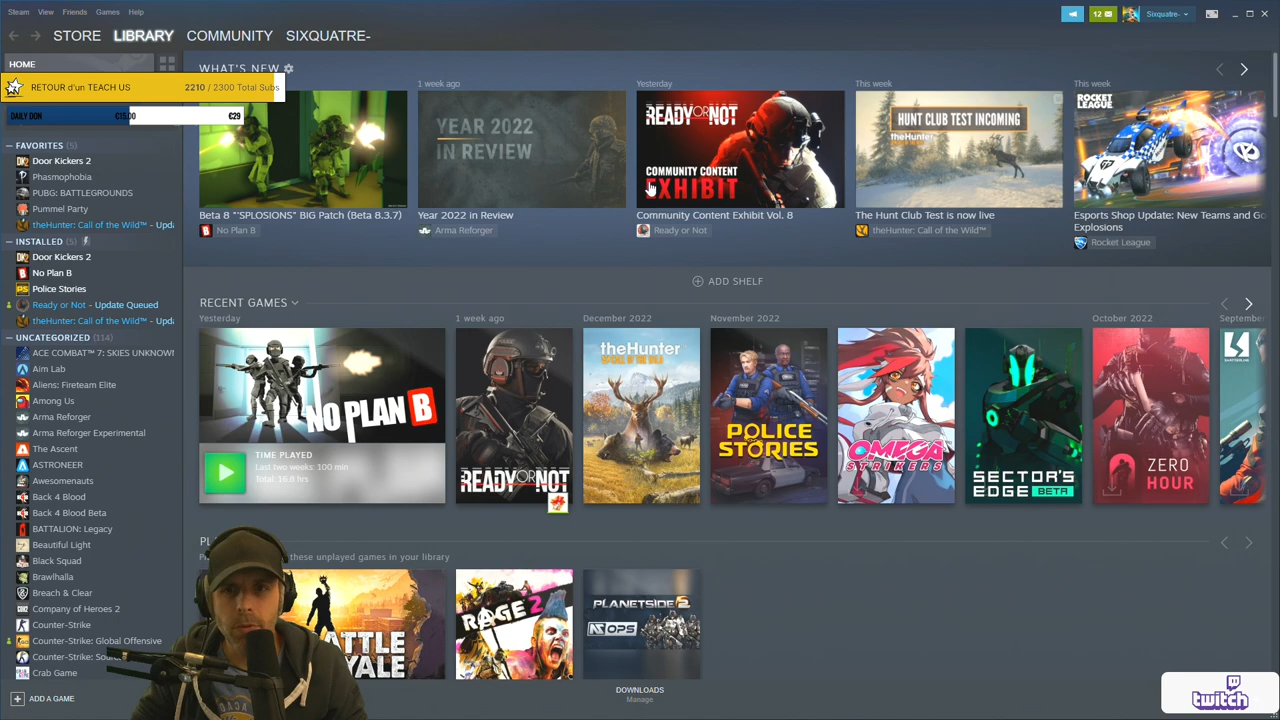 Steam View Friends Games Help
12
Sixquatre-
STORE LIBRARY COMMUNITY SIXQUATRE-
HOME
WHAT'S NEW
RETOUR d'un TEACH US 2210 / 2300 Total Subs
DAILY DON €15.00 €29
1 week ago
Yesterday
This week
This week
YEAR 2022
IN REVIEW
READY OR NOT
COMMUNITY CONTENT
EXHIBIT
HUNT CLUB TEST INCOMING
theHunter
ROCKET
LEAGUE
Beta 8 "'SPLOSIONS" BIG Patch (Beta 8.3.7)
No Plan B
Year 2022 in Review
Arma Reforger
Community Content Exhibit Vol. 8
Ready or Not
The Hunt Club Test is now live
theHunter: Call of the Wild™
Esports Shop Update: New Teams and Go
Explosions
Rocket League
FAVORITES (5)
Door Kickers 2
Phasmophobia
PUBG: BATTLEGROUNDS
Pummel Party
theHunter: Call of the Wild™ - Upda
INSTALLED (5)
Door Kickers 2
No Plan B
Police Stories
Ready or Not - Update Queued
theHunter: Call of the Wild™ - Upda
UNCATEGORIZED (114)
ACE COMBAT™ 7: SKIES UNKNOWN
Aim Lab
Aliens: Fireteam Elite
Among Us
Arma Reforger
Arma Reforger Experimental
The Ascent
ASTRONEER
Awesomenauts
Back 4 Blood
Back 4 Blood Beta
BATTALION: Legacy
Beautiful Light
Black Squad
Brawlhalla
Breach & Clear
Company of Heroes 2
Counter-Strike
Counter-Strike: Global Offensive
Counter-Strike: Sou
Crab Game
ADD A GAME
ADD SHELF
RECENT GAMES
Yesterday
1 week ago
December 2022
November 2022
October 2022
September
NO PLAN B
TIME PLAYED
Last two weeks: 100 min
Total: 16.8 hrs
READY OR NOT
theHunter
CALL OF THE WILD
POLICE
STORIES
OMEGA
STRIKERS
SECTOR'S
EDGE BETA
ZERO
HOUR
these unplayed games in your library
BATTLE
ROYALE
RAGE 2
PLANETSIDE 2
OPS
DOWNLOADS
Manage
twitch